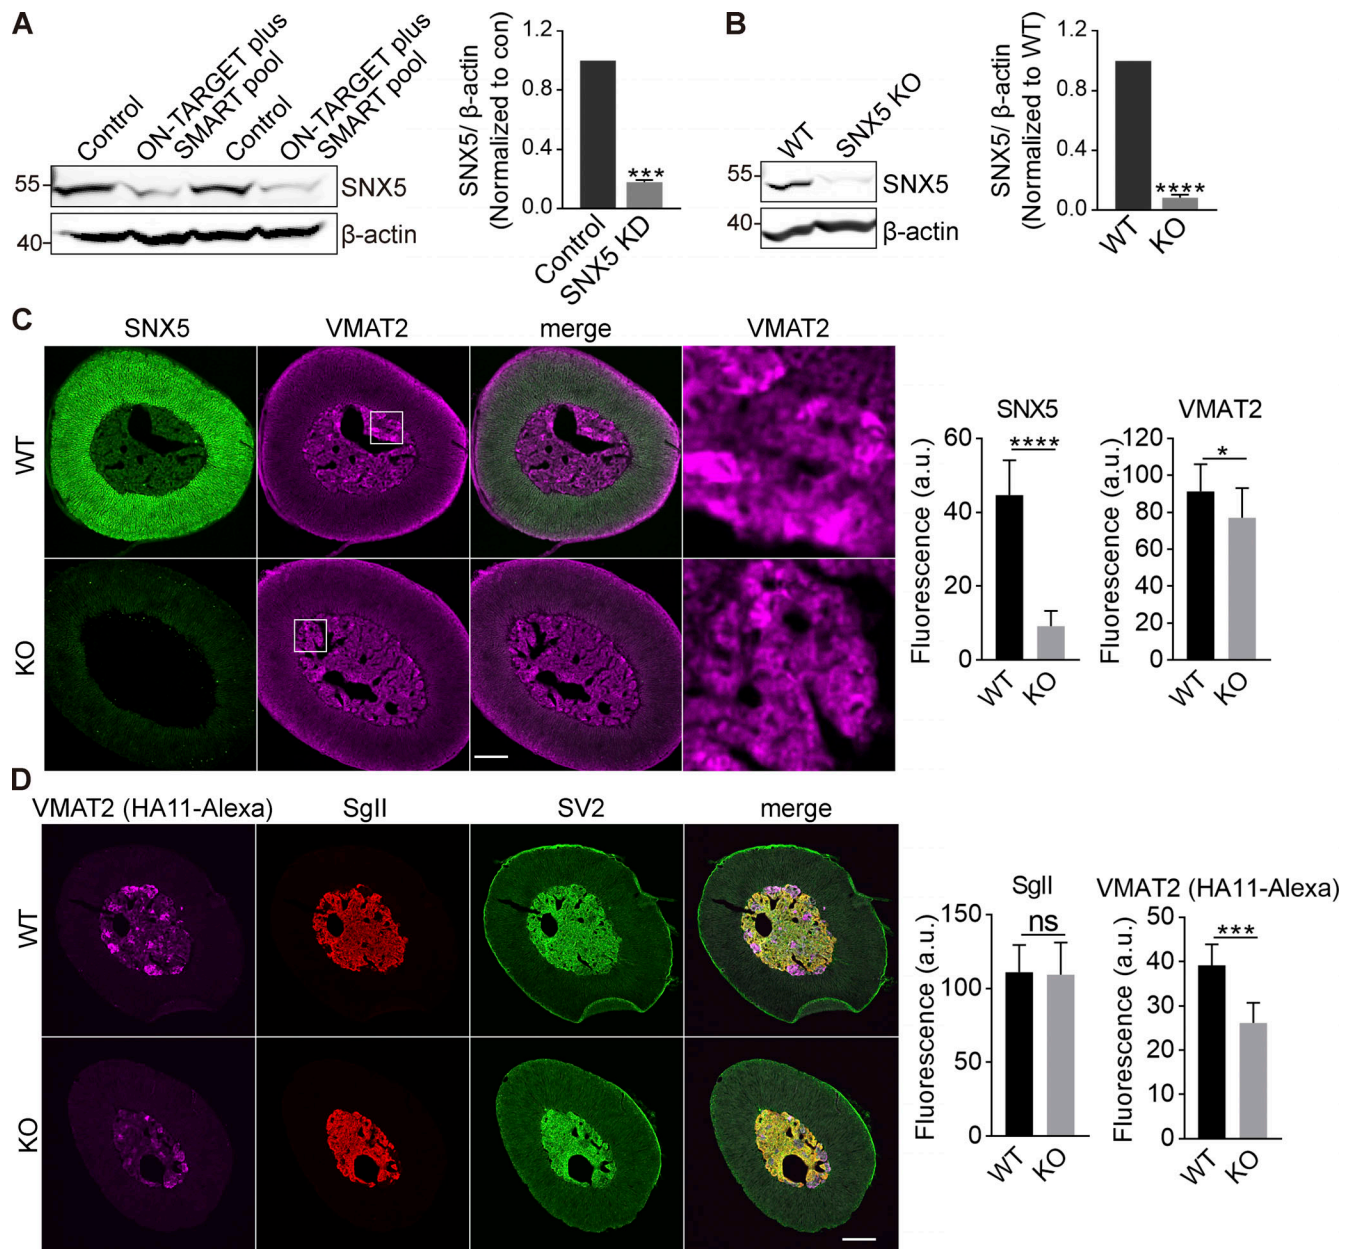 A
Control
ON-TARGET plus
SMART pool
Control
ON-TARGET plus
SMART pool
55
SNX5
40
β-actin
SNX5/ β-actin
(Normalized to con)
1.2
0.8
0.4
0.0
***
Control
SNX5 KD
B
WT
SNX5 KO
55
SNX5
40
β-actin
SNX5/ β-actin
(Normalized to WT)
1.2
0.8
0.4
0.0
****
WT
KO
C
SNX5
VMAT2
merge
VMAT2
WT
KO
SNX5
Fluorescence (a.u.)
60
40
20
0
****
WT
KO
VMAT2
Fluorescence (a.u.)
120
100
80
60
40
20
0
*
WT
KO
D
VMAT2 (HA11-Alexa)
SgII
SV2
merge
WT
KO
SgII
Fluorescence (a.u.)
150
100
50
0
ns
WT
KO
VMAT2 (HA11-Alexa)
Fluorescence (a.u.)
50
40
30
20
10
0
***
WT
KO